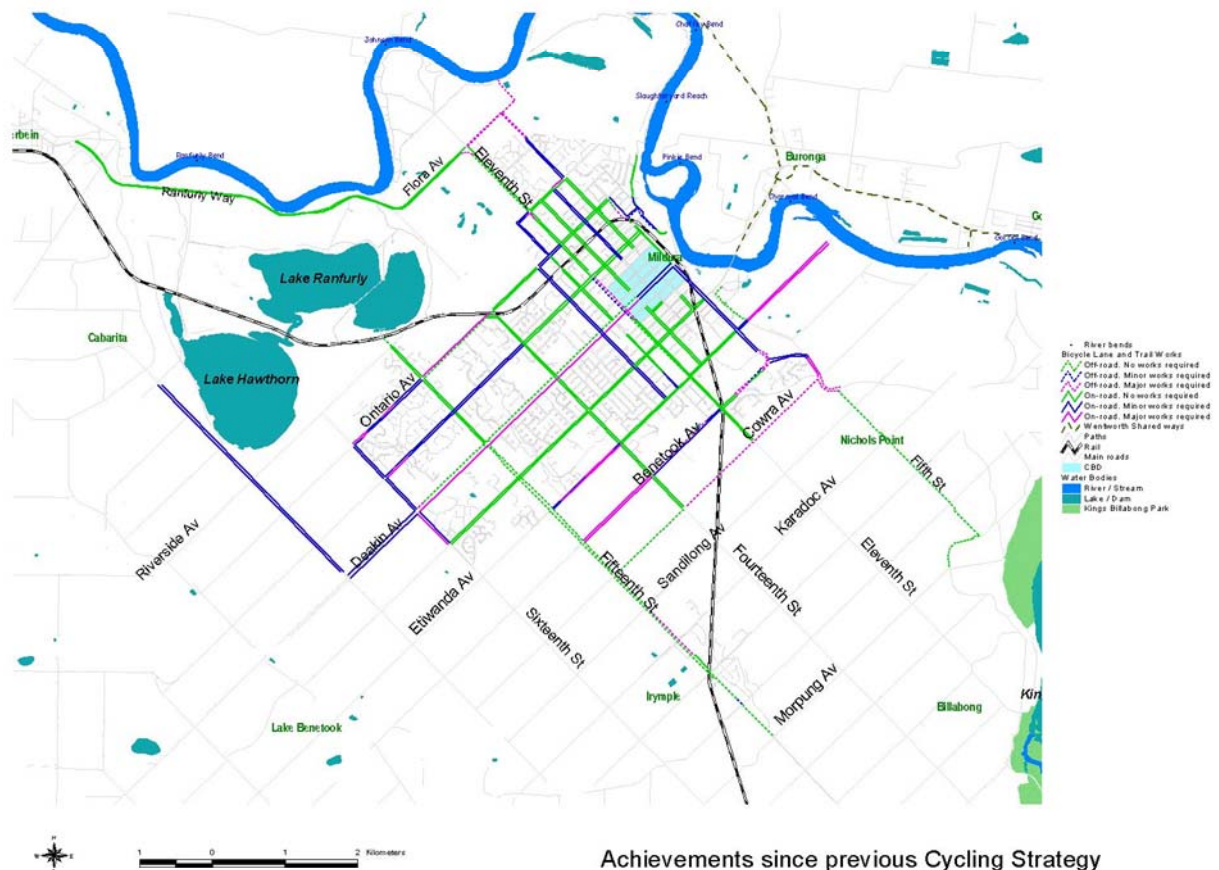 Chaffey Bend
Johnson Bend
Slaughteryard Reach
erbein
Ranfurly Bend
Pinkie Bend
Buronga
Flora Av
Eleventh St
Ranfurly Way
Go
Mildura
Lake Ranfurly
Cabarita
Lake Hawthorn
Ontario Av
Cowra Av
Benetook Av
Nichols Point
Fifth St
Karadoc Av
Riverside Av
Deakin Av
Sandilong Av
Fourteenth St
Eleventh St
Etiwanda Av
Fifteenth St
Sixteenth St
Irymple
Morpung Av
Kin
Billabong
Lake Benetook
River bends
Bicycle Lane and Trail Works
Off-road. No works required
Off-road. Minor works required
Off-road. Major works required
On-road. No works required
On-road. Minor works required
On-road. Major works required
Wentworth Shared ways
Paths
Rail
Main roads
CBD
Water Bodies
River / Stream
Lake / Dam
Kings Billabong Park
N
W E
S
1 0 1 2 Kilometers
Achievements since previous Cycling Strategy